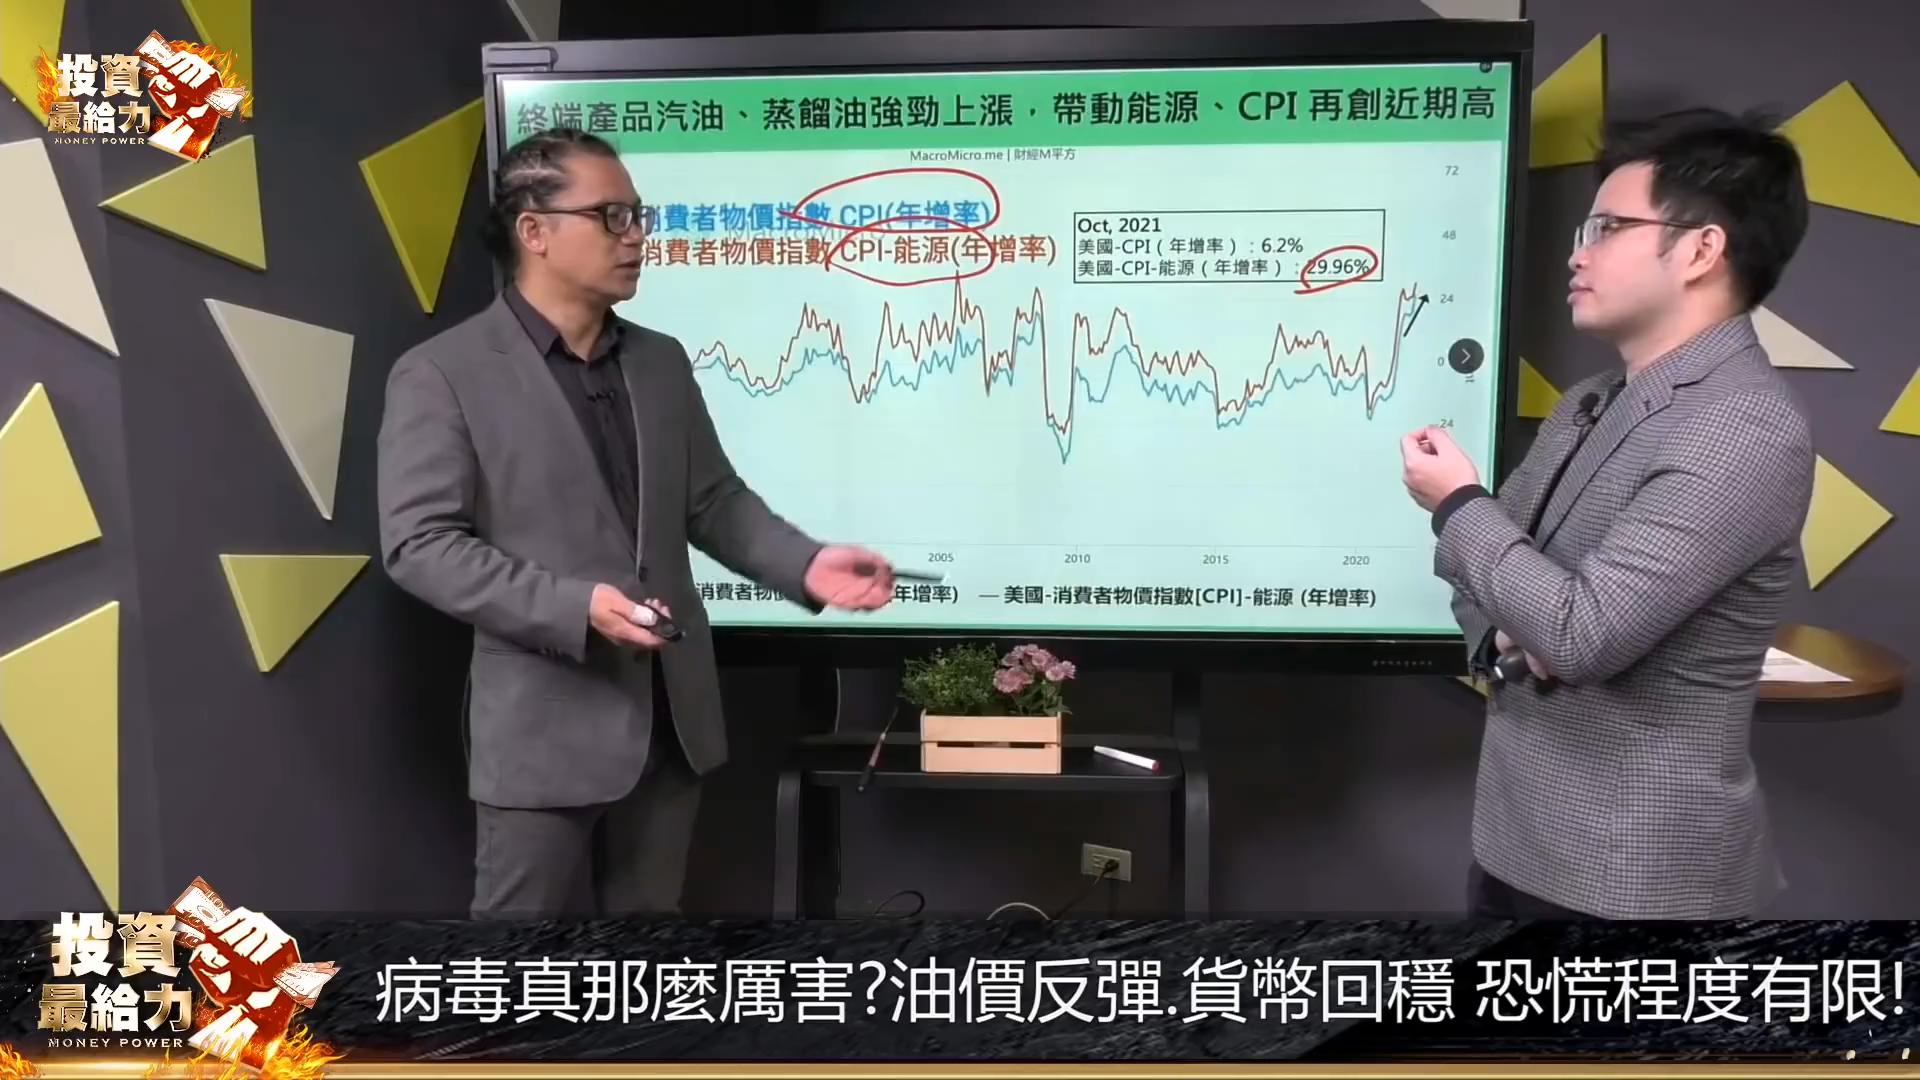 投資
最給力
MONEY POWER
終端產品汽油、蒸餾油強勁上漲，帶動能源、CPI 再創近期高
MacroMicro.me | 財經M平方
消費者物價指數 CPI(年增率)
消費者物價指數 CPI-能源(年增率)
Oct, 2021
美國-CPI（年增率）：6.2%
美國-CPI-能源（年增率）：29.96%
72
48
24
0
-24
2005
2010
2015
2020
消費者物價
年增率)
— 美國-消費者物價指數[CPI]-能源 (年增率)
投資
最給力
MONEY POWER
病毒真那麼厲害?油價反彈.貨幣回穩 恐慌程度有限!